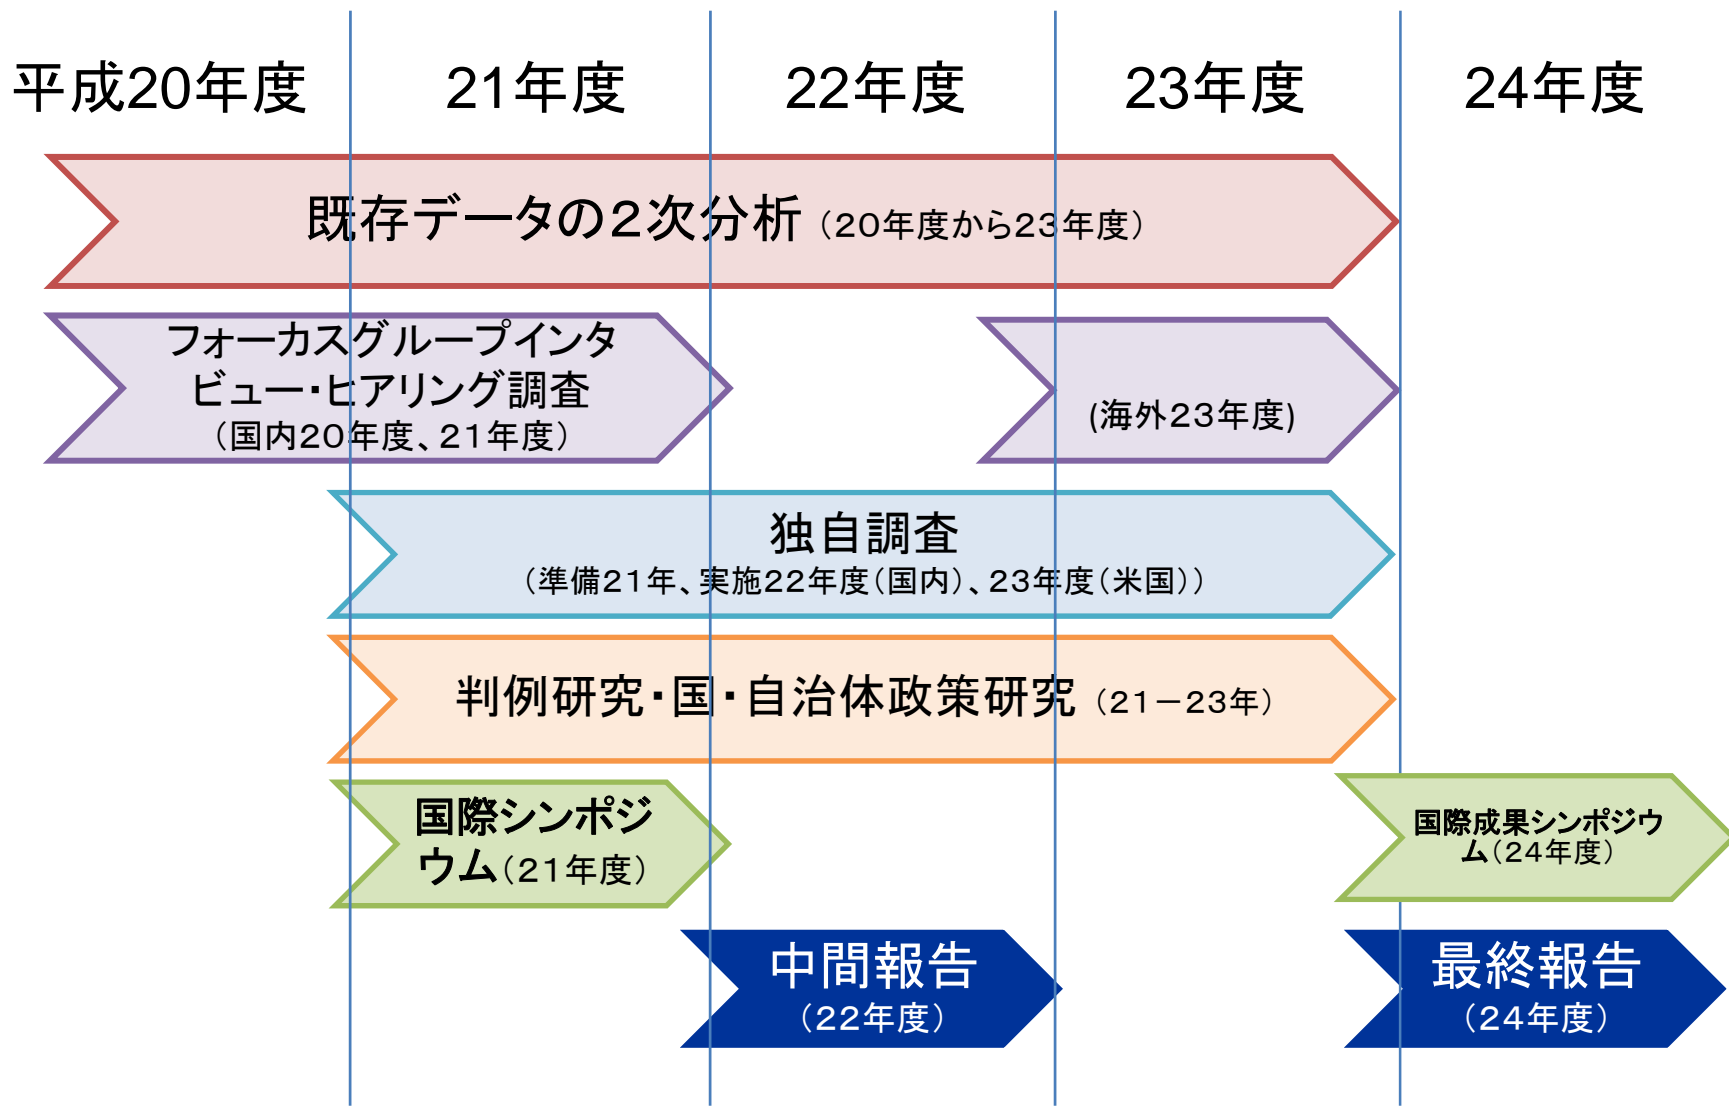 平成20年度 21年度 22年度 23年度 24年度
既存データの２次分析（20年度から23年度）
フォーカスグループインタ
ビュー・ヒアリング調査
（国内20年度、21年度）
(海外23年度)
独自調査
（準備21年、実施22年度（国内）、23年度（米国））
判例研究・国・自治体政策研究（21－23年）
国際シンポジ
ウム（21年度）
国際成果シンポジウ
ム（24年度）
中間報告
（22年度）
最終報告
（24年度）